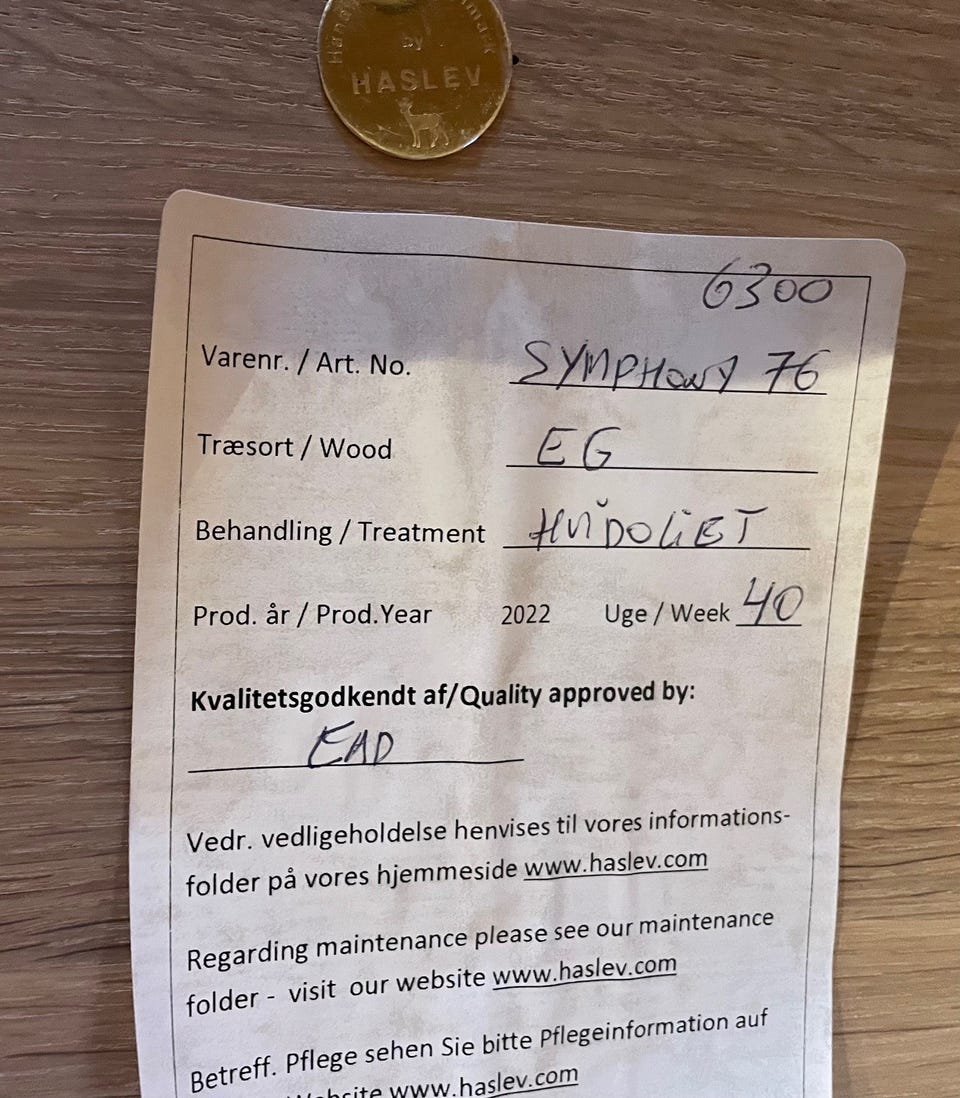 by
HASLEV
6300
Varenr. / Art. No. SYMPHONY 76
Træsort / Wood EG
Behandling / Treatment HVIDOLIET
Prod. år / Prod.Year 2022 Uge / Week 40
Kvalitetsgodkendt af/Quality approved by:
EAD
Vedr. vedligeholdelse henvises til vores informations-
folder på vores hjemmeside www.haslev.com
Regarding maintenance please see our maintenance
folder - visit our website www.haslev.com
Betreff. Pflege sehen Sie bitte Pflegeinformation auf
Website www.haslev.com